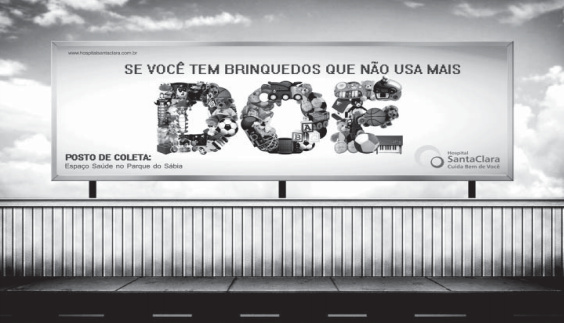 www.hospitalsantaclara.com.br
SE VOCÊ TEM BRINQUEDOS QUE NÃO USA MAIS
DOE
POSTO DE COLETA:
Espaço Saúde no Parque do Sábia
Hospital
SantaClara
Cuida Bem de Você